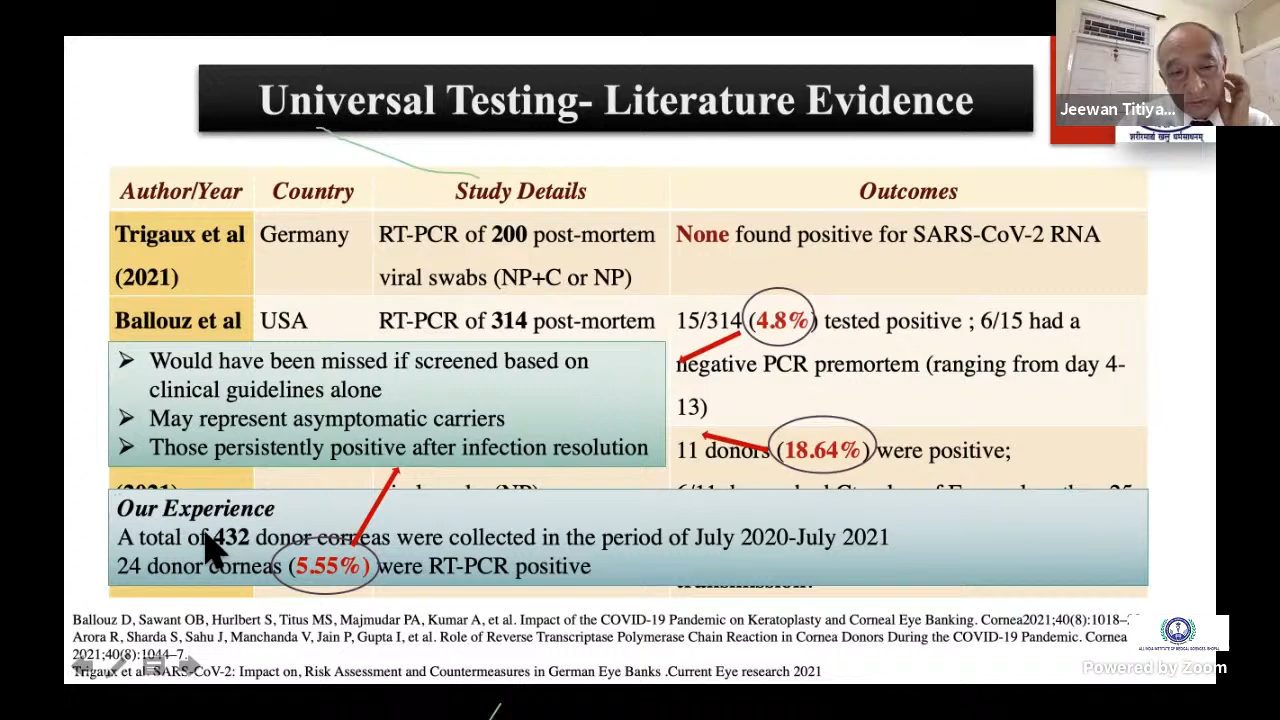 Universal Testing- Literature Evidence
Jeewan Titiya...
शरीरमाद्यं खलु धर्मसाधनम्
Author/Year Country Study Details Outcomes
Trigaux et al Germany RT-PCR of 200 post-mortem None found positive for SARS-CoV-2 RNA
(2021) viral swabs (NP+C or NP)
Ballouz et al USA RT-PCR of 314 post-mortem 15/314 (4.8%) tested positive ; 6/15 had a
negative PCR premortem (ranging from day 4-
13)
➢ Would have been missed if screened based on
clinical guidelines alone
➢ May represent asymptomatic carriers
➢ Those persistently positive after infection resolution
11 donors (18.64%) were positive;
Our Experience
A total of 432 donor corneas were collected in the period of July 2020-July 2021
24 donor corneas (5.55%) were RT-PCR positive
Ballouz D, Sawant OB, Hurlbert S, Titus MS, Majmudar PA, Kumar A, et al. Impact of the COVID-19 Pandemic on Keratoplasty and Corneal Eye Banking. Cornea2021;40(8):1018–
Arora R, Sharda S, Sahu J, Manchanda V, Jain P, Gupta I, et al. Role of Reverse Transcriptase Polymerase Chain Reaction in Cornea Donors During the COVID-19 Pandemic. Cornea
2021;40(8):1044–7.
Trigaux et al. SARS-CoV-2: Impact on, Risk Assessment and Countermeasures in German Eye Banks .Current Eye research 2021
Powered by Zoom